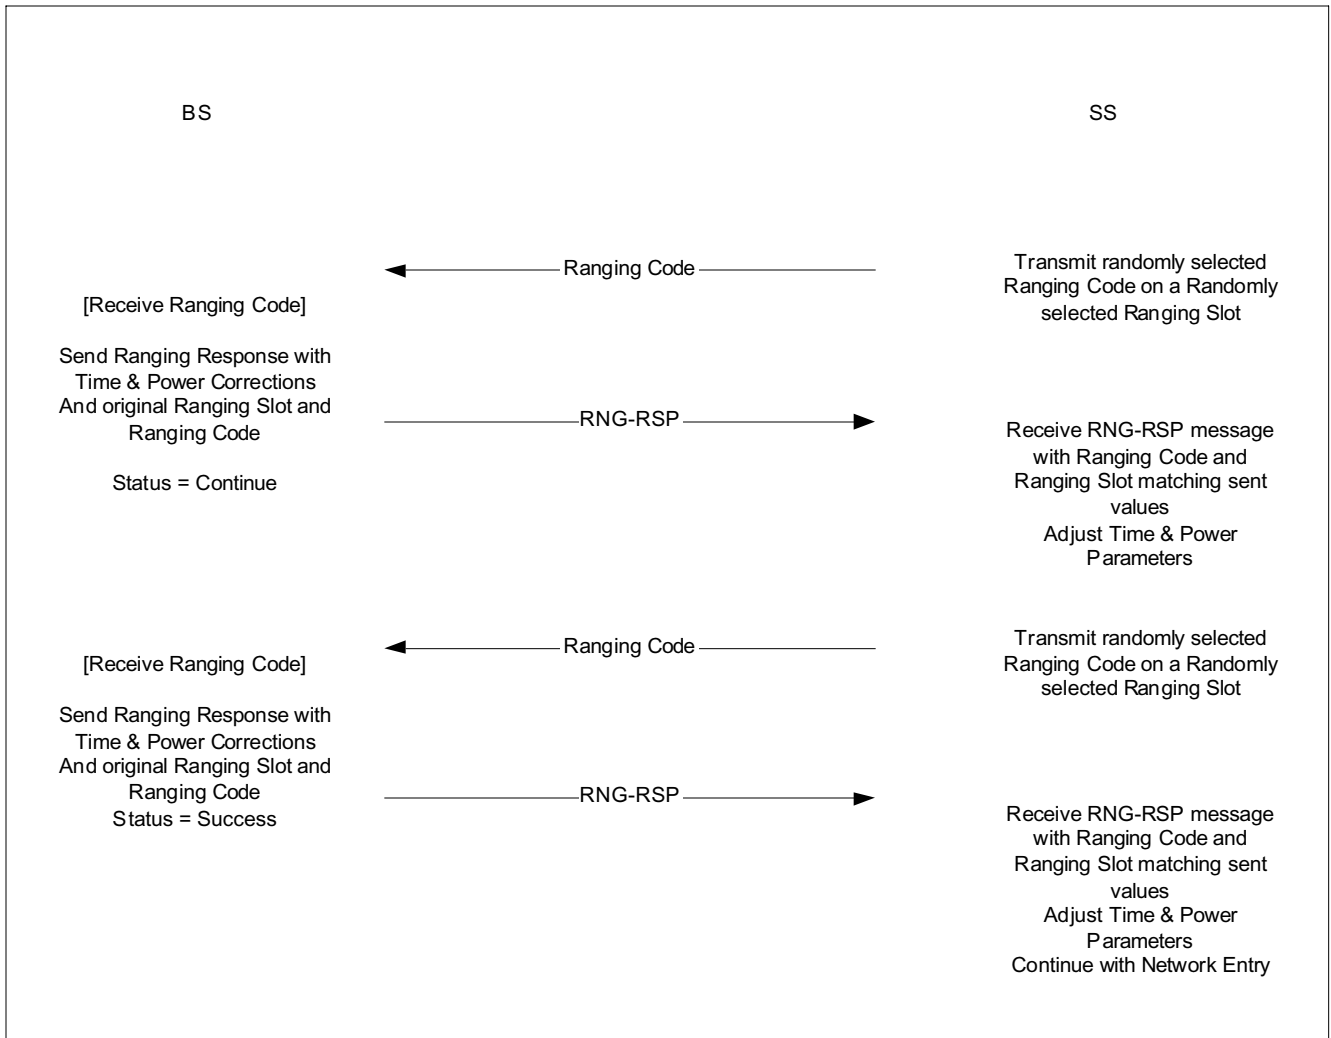 BS
SS
Ranging Code
Transmit randomly selected
Ranging Code on a Randomly
selected Ranging Slot
[Receive Ranging Code]
Send Ranging Response with
Time & Power Corrections
And original Ranging Slot and
Ranging Code
Status = Continue
RNG-RSP
Receive RNG-RSP message
with Ranging Code and
Ranging Slot matching sent
values
Adjust Time & Power
Parameters
Ranging Code
Transmit randomly selected
Ranging Code on a Randomly
selected Ranging Slot
[Receive Ranging Code]
Send Ranging Response with
Time & Power Corrections
And original Ranging Slot and
Ranging Code
Status = Success
RNG-RSP
Receive RNG-RSP message
with Ranging Code and
Ranging Slot matching sent
values
Adjust Time & Power
Parameters
Continue with Network Entry